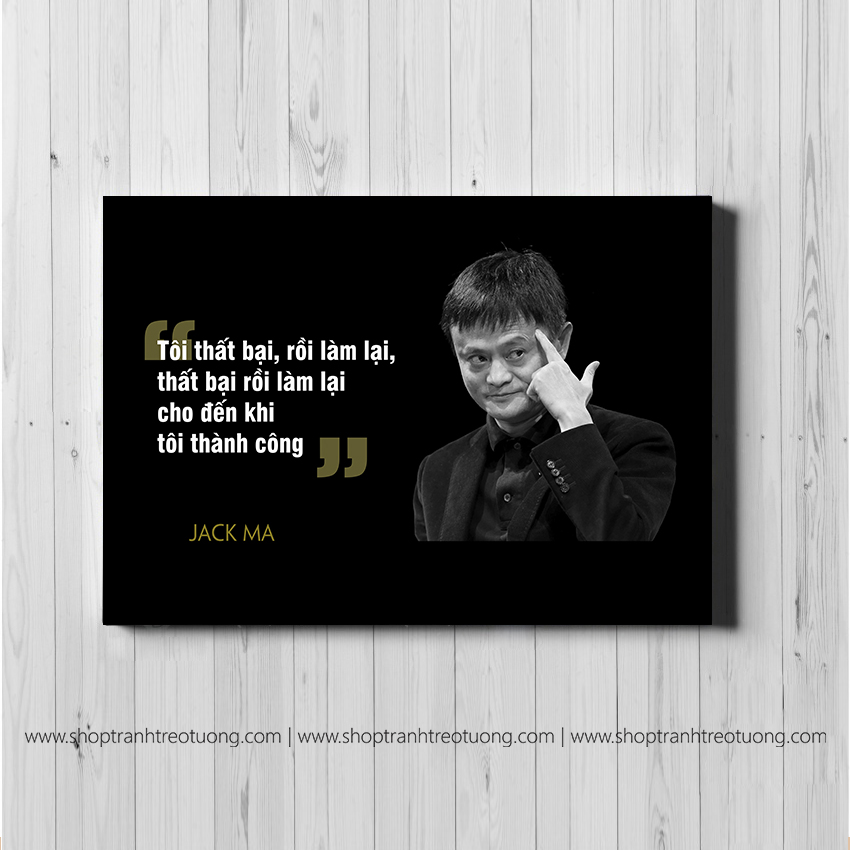 “
Tôi thất bại, rồi làm lại,
thất bại rồi làm lại
cho đến khi
tôi thành công
”
JACK MA
www.shoptranhtreotuong.com | www.shoptranhtreotuong.com | www.shoptranhtreotuong.com